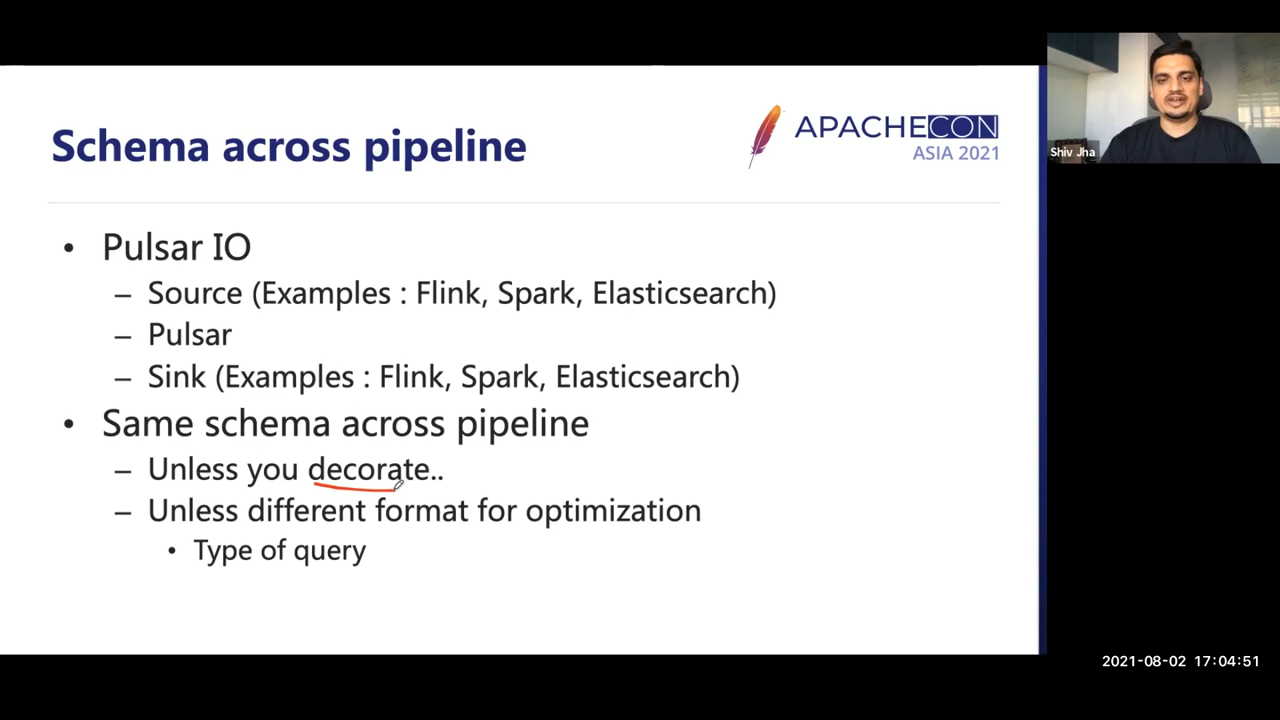 Schema across pipeline
APACHECON
ASIA 2021
Shiv Jha
• Pulsar IO
– Source (Examples : Flink, Spark, Elasticsearch)
– Pulsar
– Sink (Examples : Flink, Spark, Elasticsearch)
• Same schema across pipeline
– Unless you decorate..
– Unless different format for optimization
• Type of query
2021-08-02 17:04:51